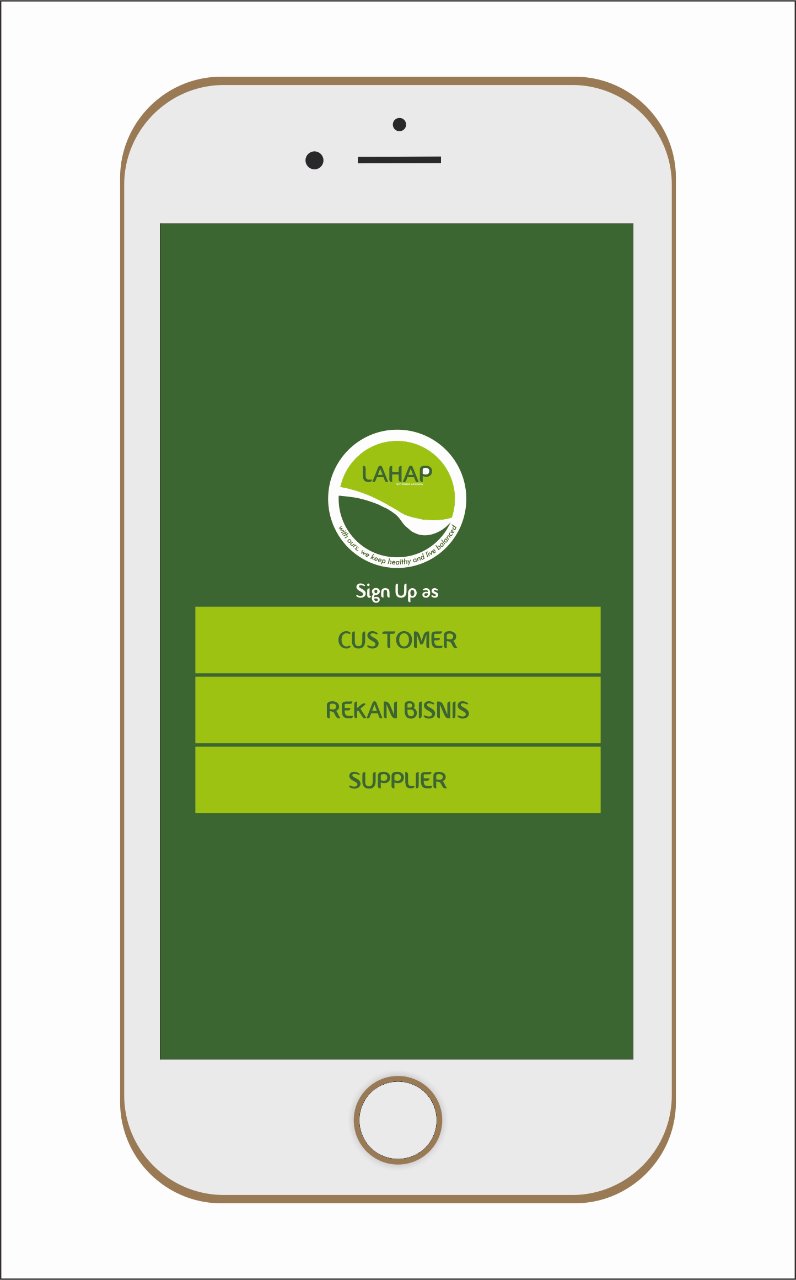 LAHAP
with ours, we keep healthy and live balanced
Sign Up as
CUSTOMER
REKAN BISNIS
SUPPLIER